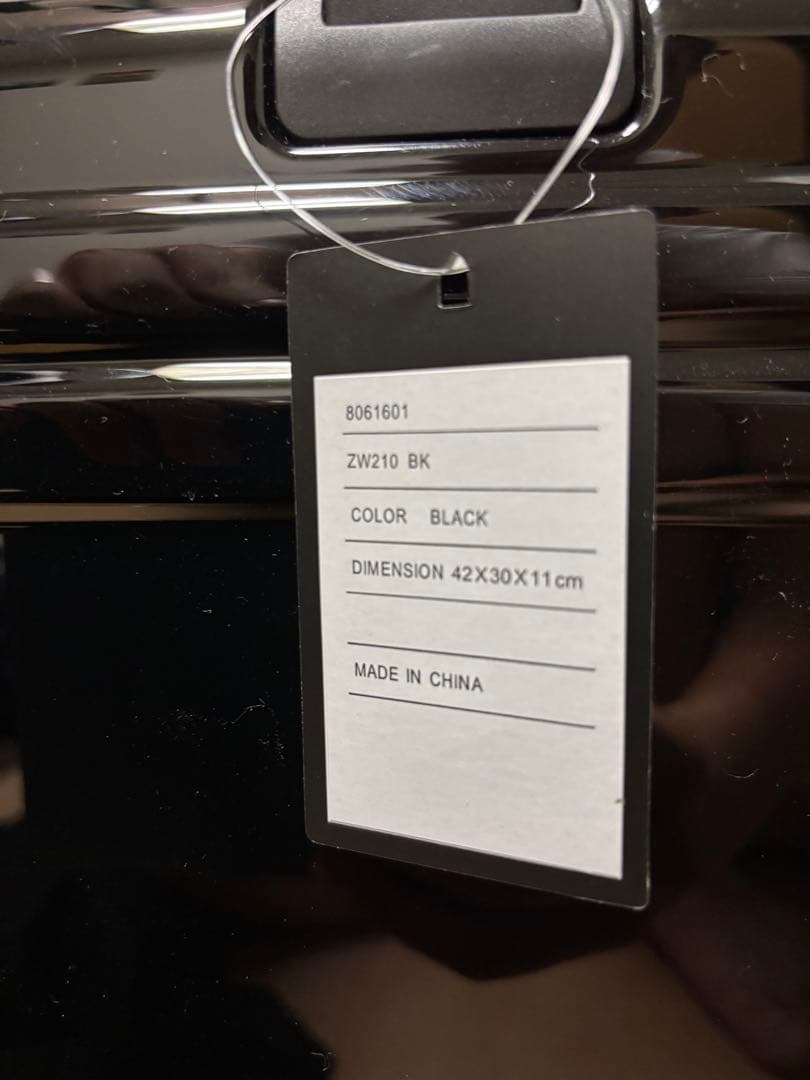 8061601
ZW210 BK
COLOR BLACK
DIMENSION 42X30X11cm
MADE IN CHINA